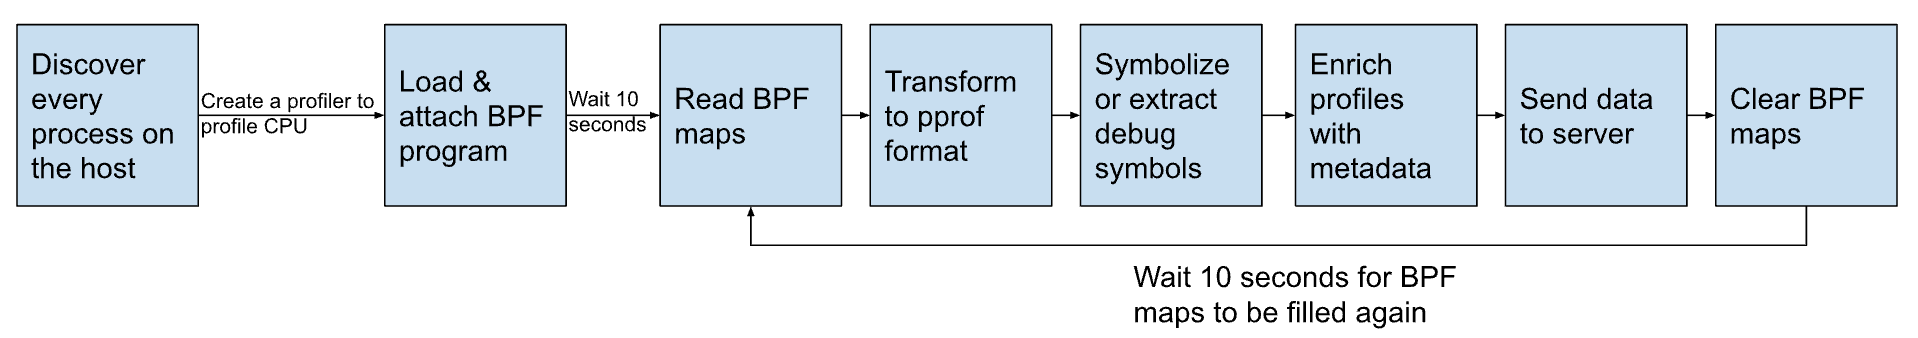 Discover
every
process on
the host
Create a profiler to
profile CPU
Load &
attach BPF
program
Wait 10
seconds
Read BPF
maps
Transform
to pprof
format
Symbolize
or extract
debug
symbols
Enrich
profiles
with
metadata
Send data
to server
Clear BPF
maps
Wait 10 seconds for BPF
maps to be filled again